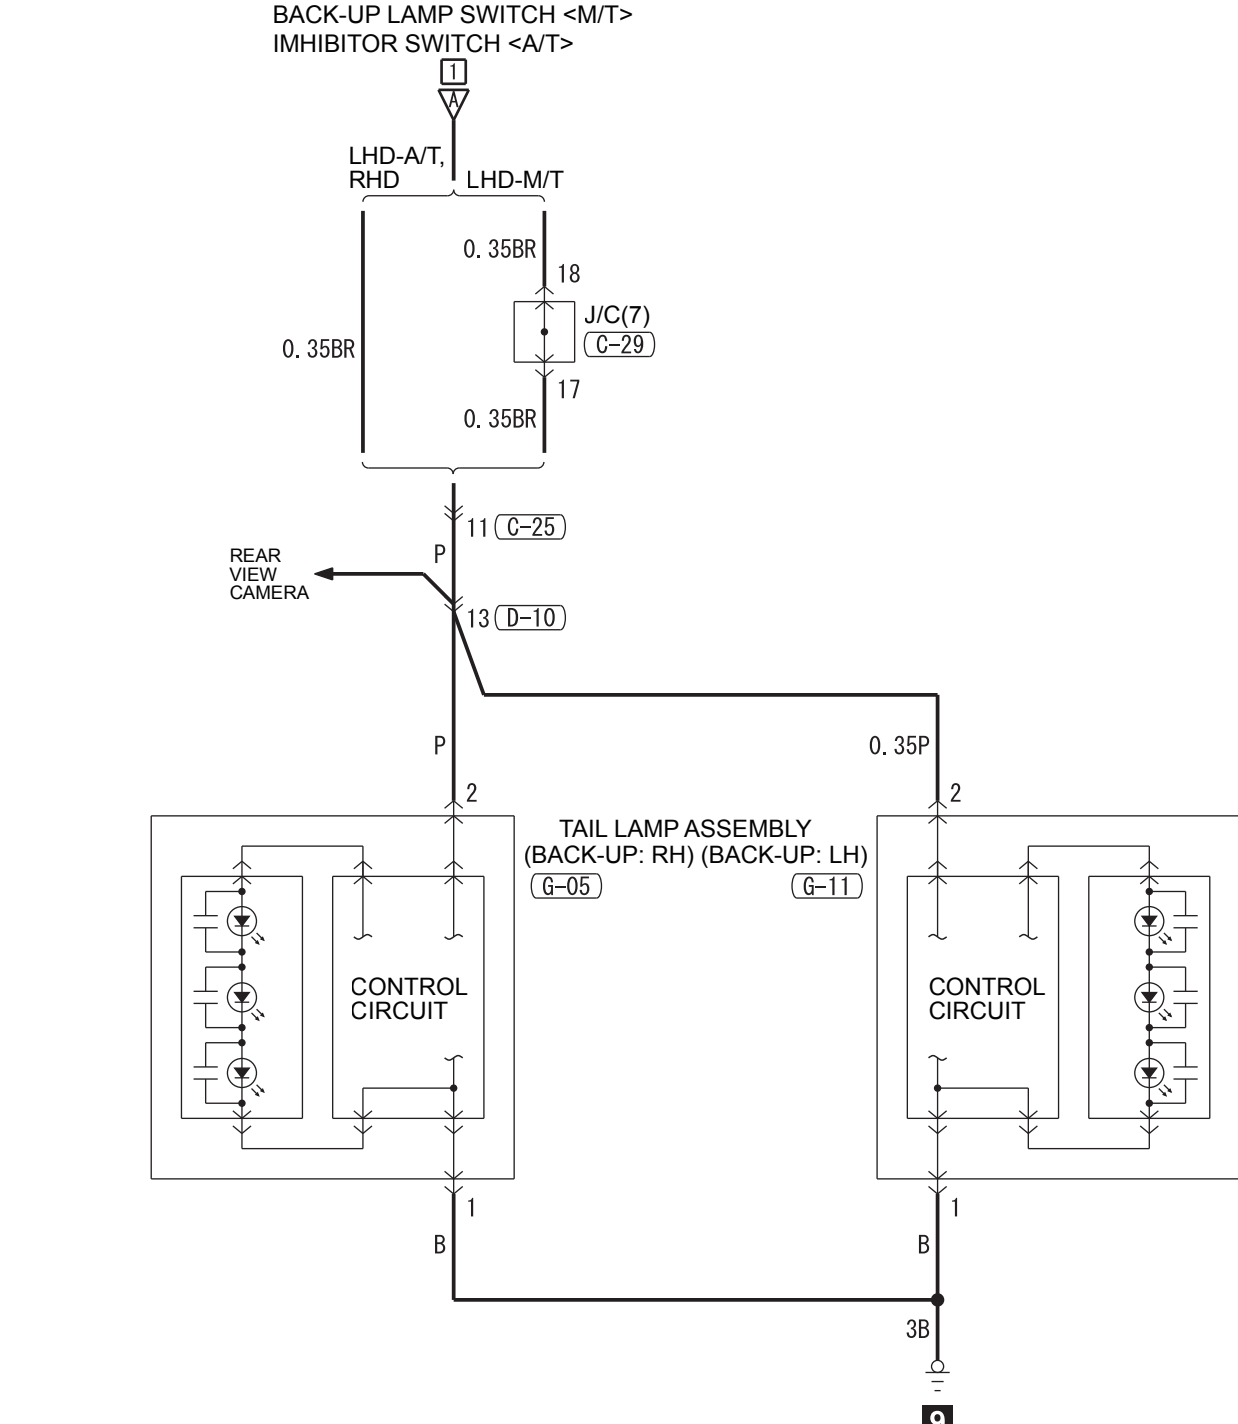 BACK-UP LAMP SWITCH <M/T>
IMHIBITOR SWITCH <A/T>
1
A
LHD-A/T,
RHD
LHD-M/T
0. 35BR
18
J/C(7)
C-29
0. 35BR
17
0. 35BR
11 C-25
P
REAR
VIEW
CAMERA
13 D-10
P
0. 35P
2
2
TAIL LAMP ASSEMBLY
(BACK-UP: RH) (BACK-UP: LH)
G-05
G-11
CONTROL
CIRCUIT
CONTROL
CIRCUIT
1
1
B
B
3B
9